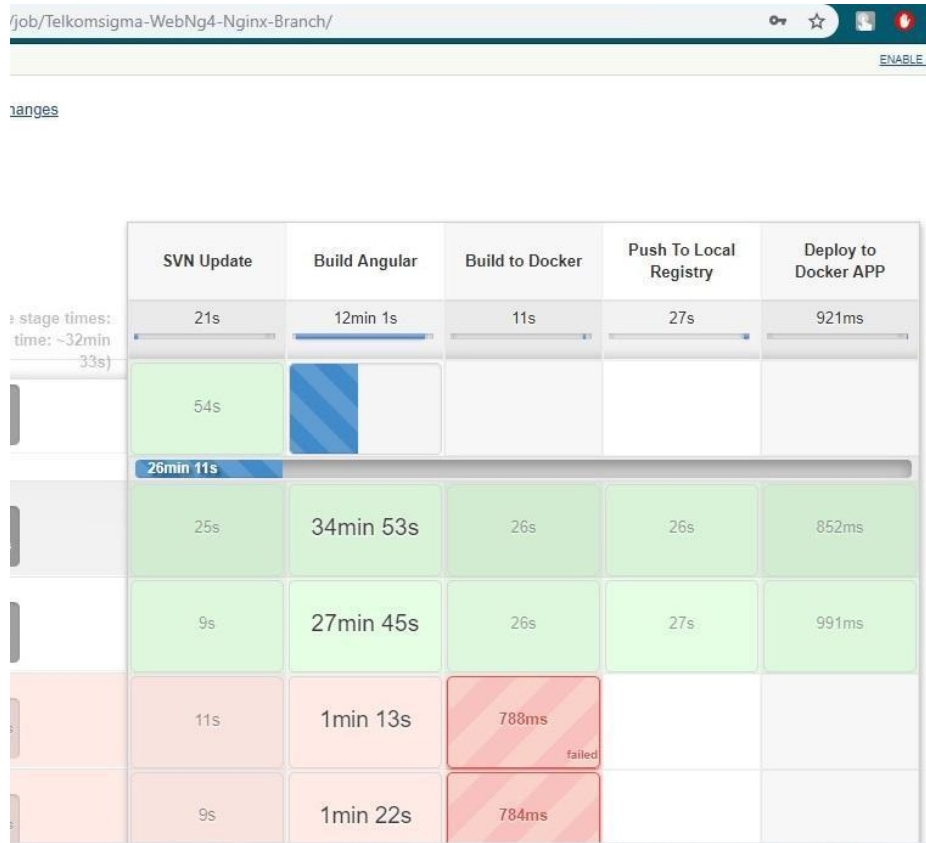 /job/Telkomsigma-WebNg4-Nginx-Branch/
ENABLE
hanges
SVN Update
Build Angular
Build to Docker
Push To Local
Registry
Deploy to
Docker APP
stage times:
time: ~32min
33s)
21s
12min 1s
11s
27s
921ms
54s
26min 11s
25s
34min 53s
26s
26s
852ms
9s
27min 45s
26s
27s
991ms
11s
1min 13s
788ms
failed
9s
1min 22s
784ms